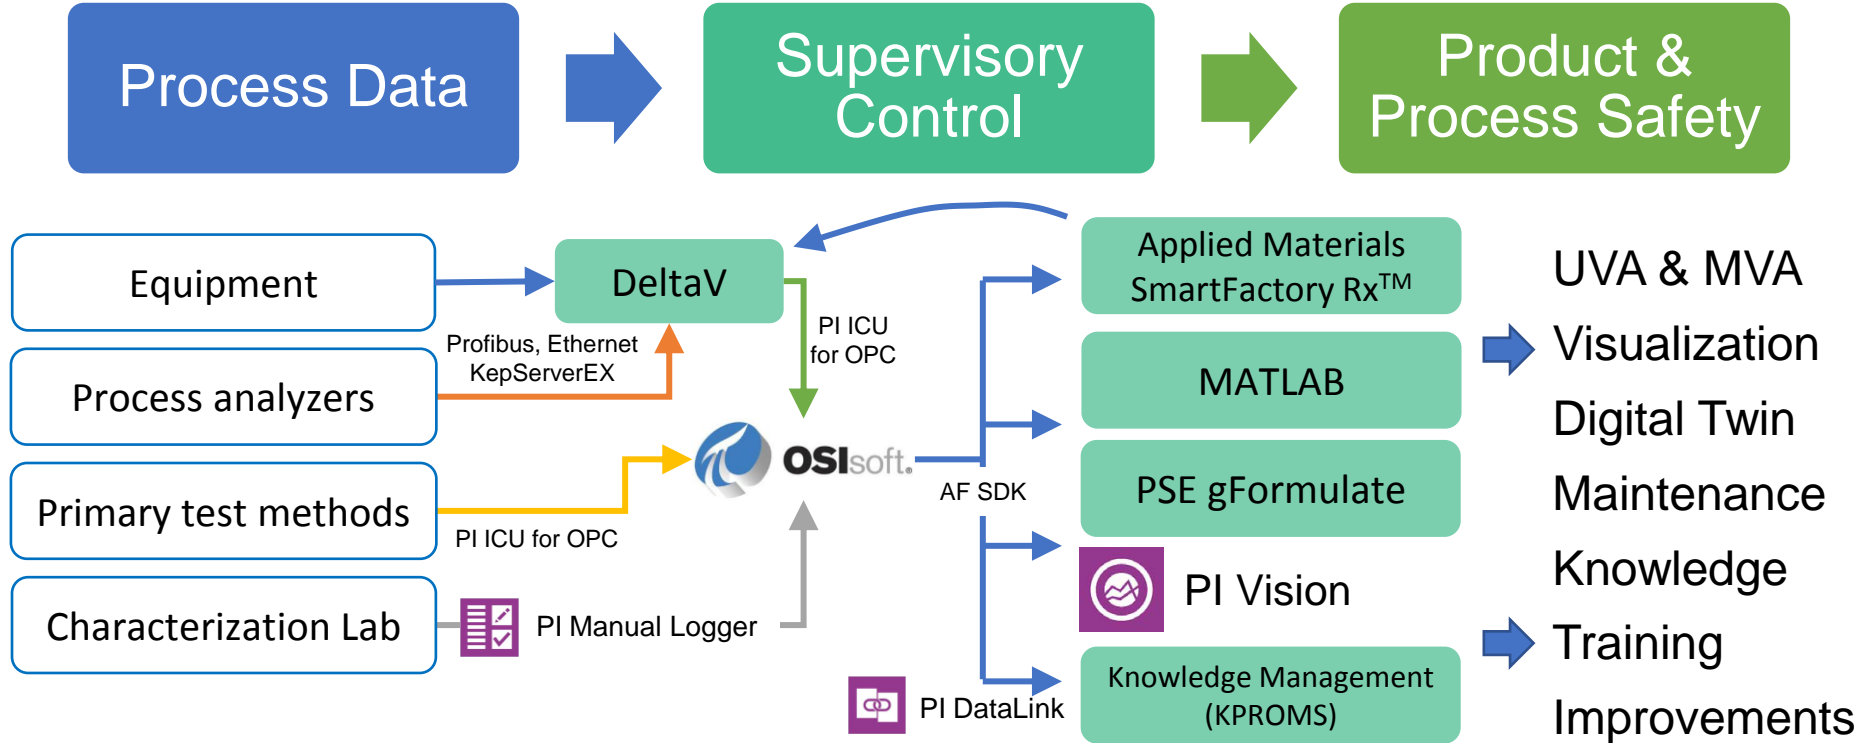 Process Data
Supervisory
Control
Product &
Process Safety
Equipment
Process analyzers
Primary test methods
Characterization Lab
DeltaV
Profibus, Ethernet
KepServerEX
PI ICU
for OPC
PI ICU for OPC
OSIsoft.
AF SDK
PI Manual Logger
PI DataLink
Applied Materials
SmartFactory Rx™
MATLAB
PSE gFormulate
PI Vision
Knowledge Management
(KPROMS)
UVA & MVA
Visualization
Digital Twin
Maintenance
Knowledge
Training
Improvements